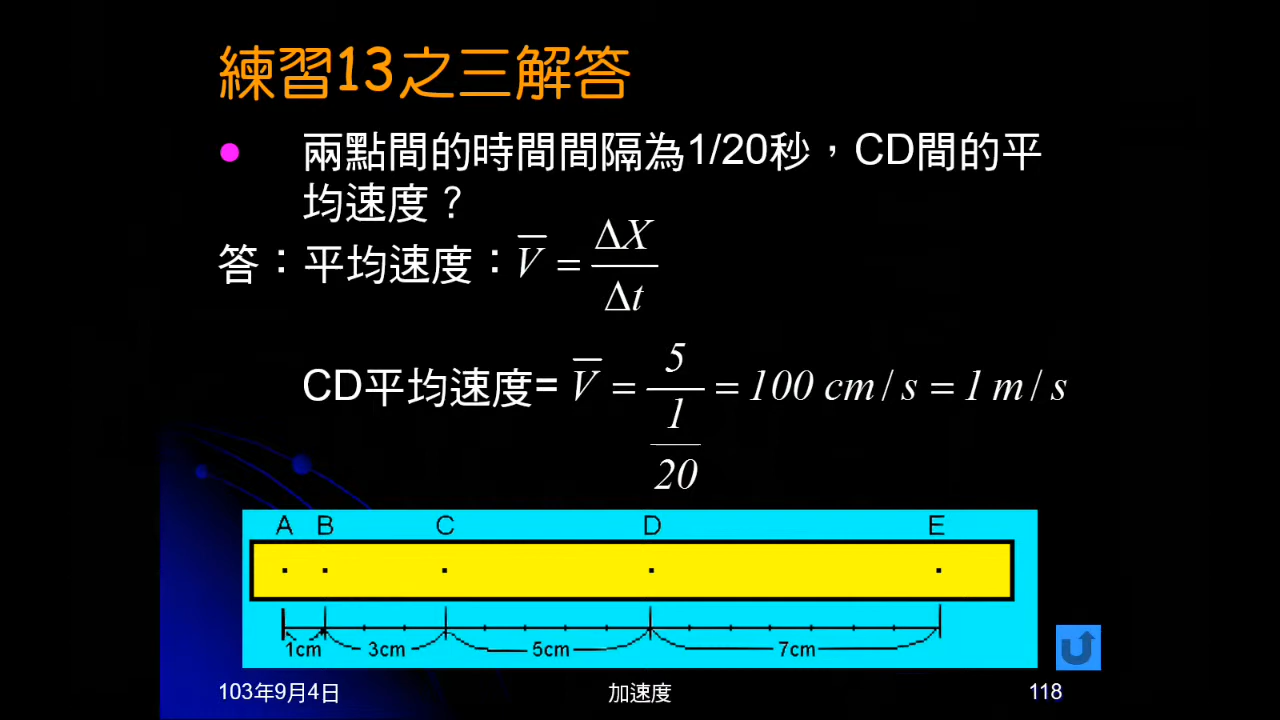 練習13之三解答
● 兩點間的時間間隔為1/20秒，CD間的平
均速度？
答：平均速度：V̅ = ΔX/Δt
CD平均速度= V̅ = 5/(1/20) = 100 cm/s = 1 m/s
A B C D E
1cm 3cm 5cm 7cm
103年9月4日 加速度 118